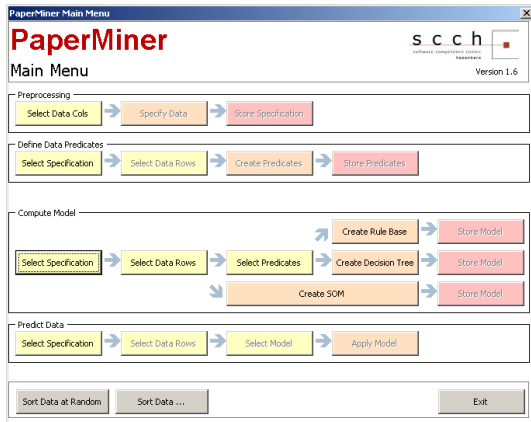 PaperMiner Main Menu
PaperMiner
s c c h
software competence center
hagenberg
Main Menu
Version 1.6
Preprocessing
Select Data Cols
Specify Data
Store Specification
Define Data Predicates
Select Specification
Select Data Rows
Create Predicates
Store Predicates
Compute Model
Create Rule Base
Store Model
Select Specification
Select Data Rows
Select Predicates
Create Decision Tree
Store Model
Create SOM
Store Model
Predict Data
Select Specification
Select Data Rows
Select Model
Apply Model
Sort Data at Random
Sort Data ...
Exit